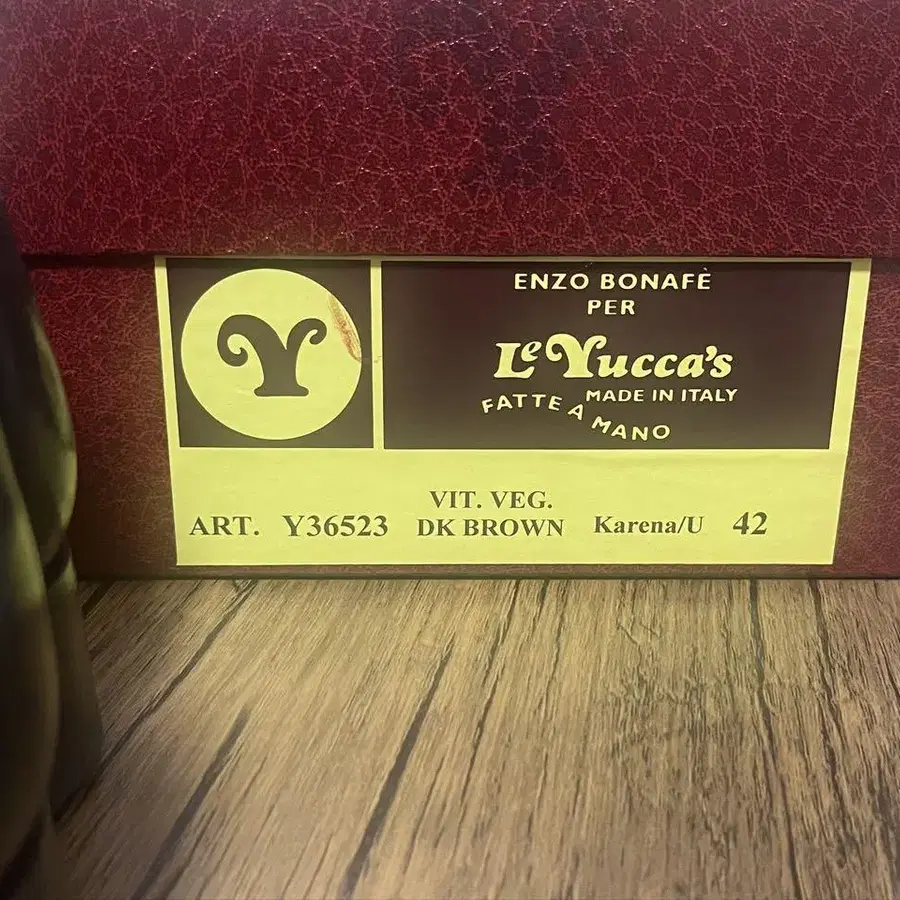 Y
ENZO BONAFÈ
PER
Le Yucca's
MADE IN ITALY
FATTE A MANO
VIT. VEG.
ART. Y36523 DK BROWN Karena/U 42